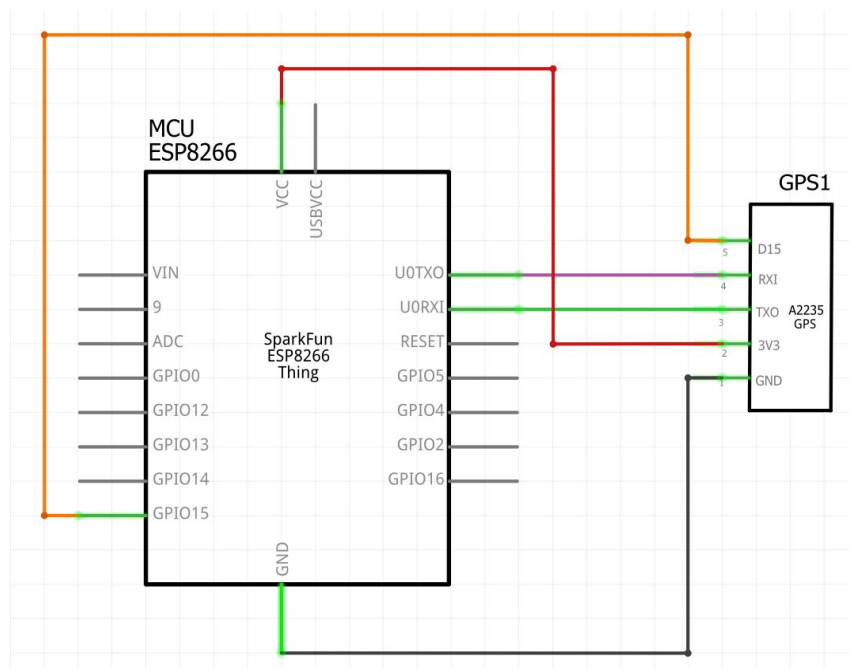 MCU
ESP8266
GPS1
VCC
USBVCC
VIN
9
ADC
GPIO0
GPIO12
GPIO13
GPIO14
GPIO15
SparkFun
ESP8266
Thing
U0TXO
U0RXI
RESET
GPIO5
GPIO4
GPIO2
GPIO16
GND
5
4
3
2
1
D15
RXI
TXO
3V3
GND
A2235
GPS